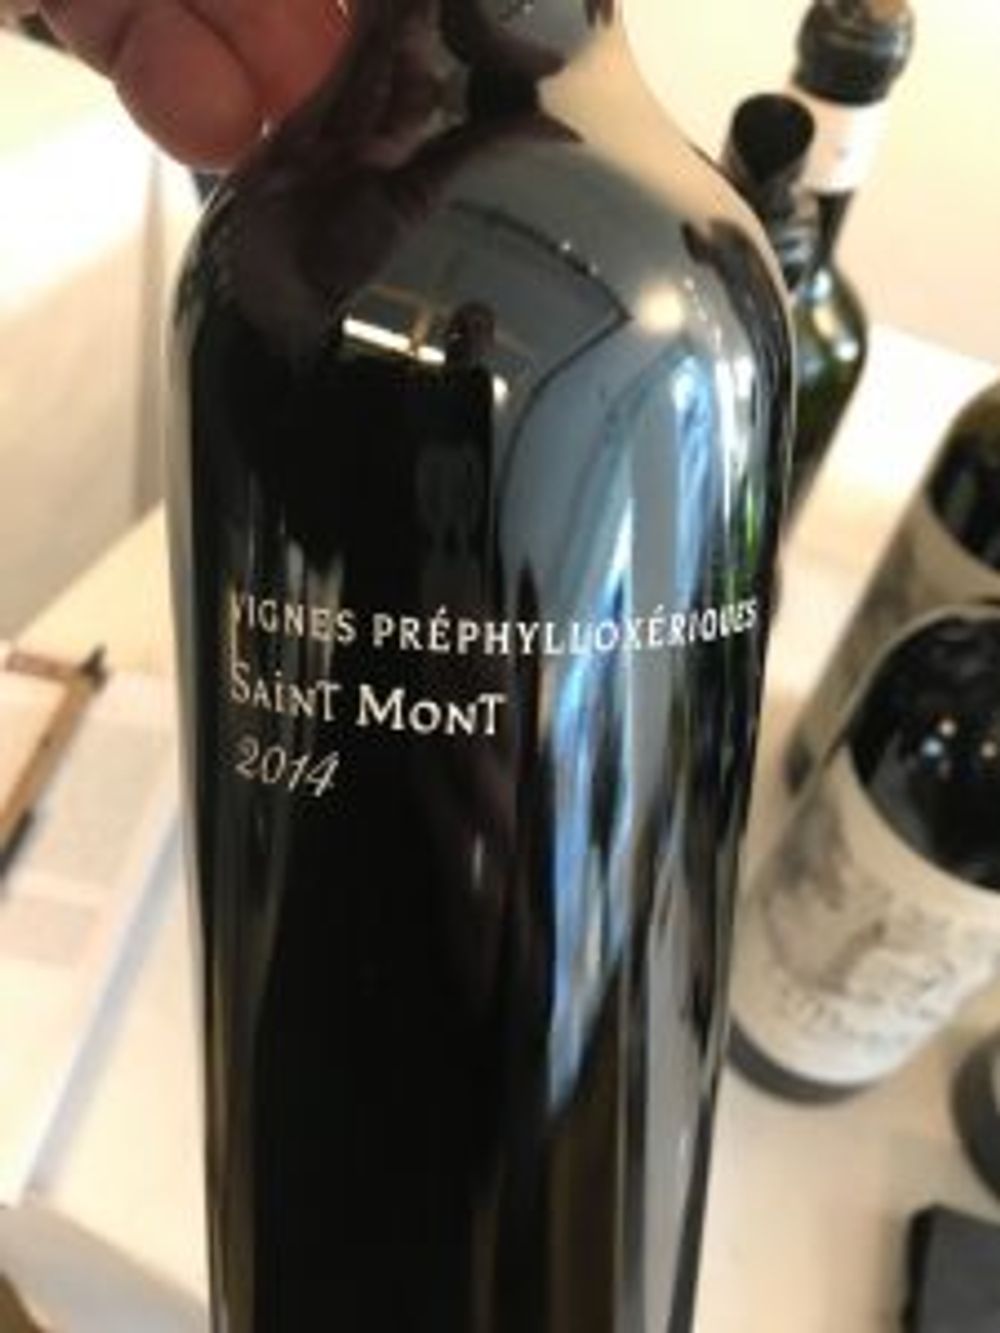 VIGNES PRÉPHYLLOXÉRIQUES
SAINT MONT
2014